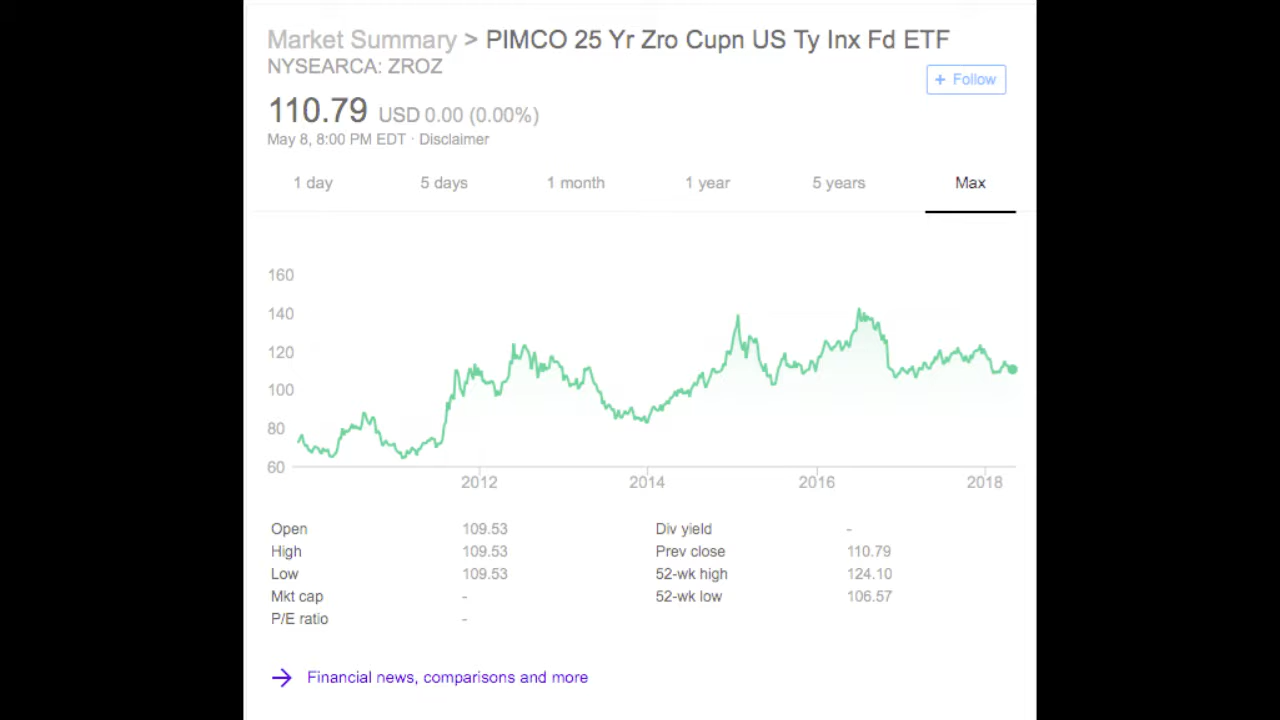 Market Summary > PIMCO 25 Yr Zro Cupn US Ty Inx Fd ETF
NYSEARCA: ZROZ
+ Follow
110.79 USD 0.00 (0.00%)
May 8, 8:00 PM EDT · Disclaimer
1 day 5 days 1 month 1 year 5 years Max
160
140
120
100
80
60
2012 2014 2016 2018
Open 109.53 Div yield -
High 109.53 Prev close 110.79
Low 109.53 52-wk high 124.10
Mkt cap - 52-wk low 106.57
P/E ratio -
Financial news, comparisons and more